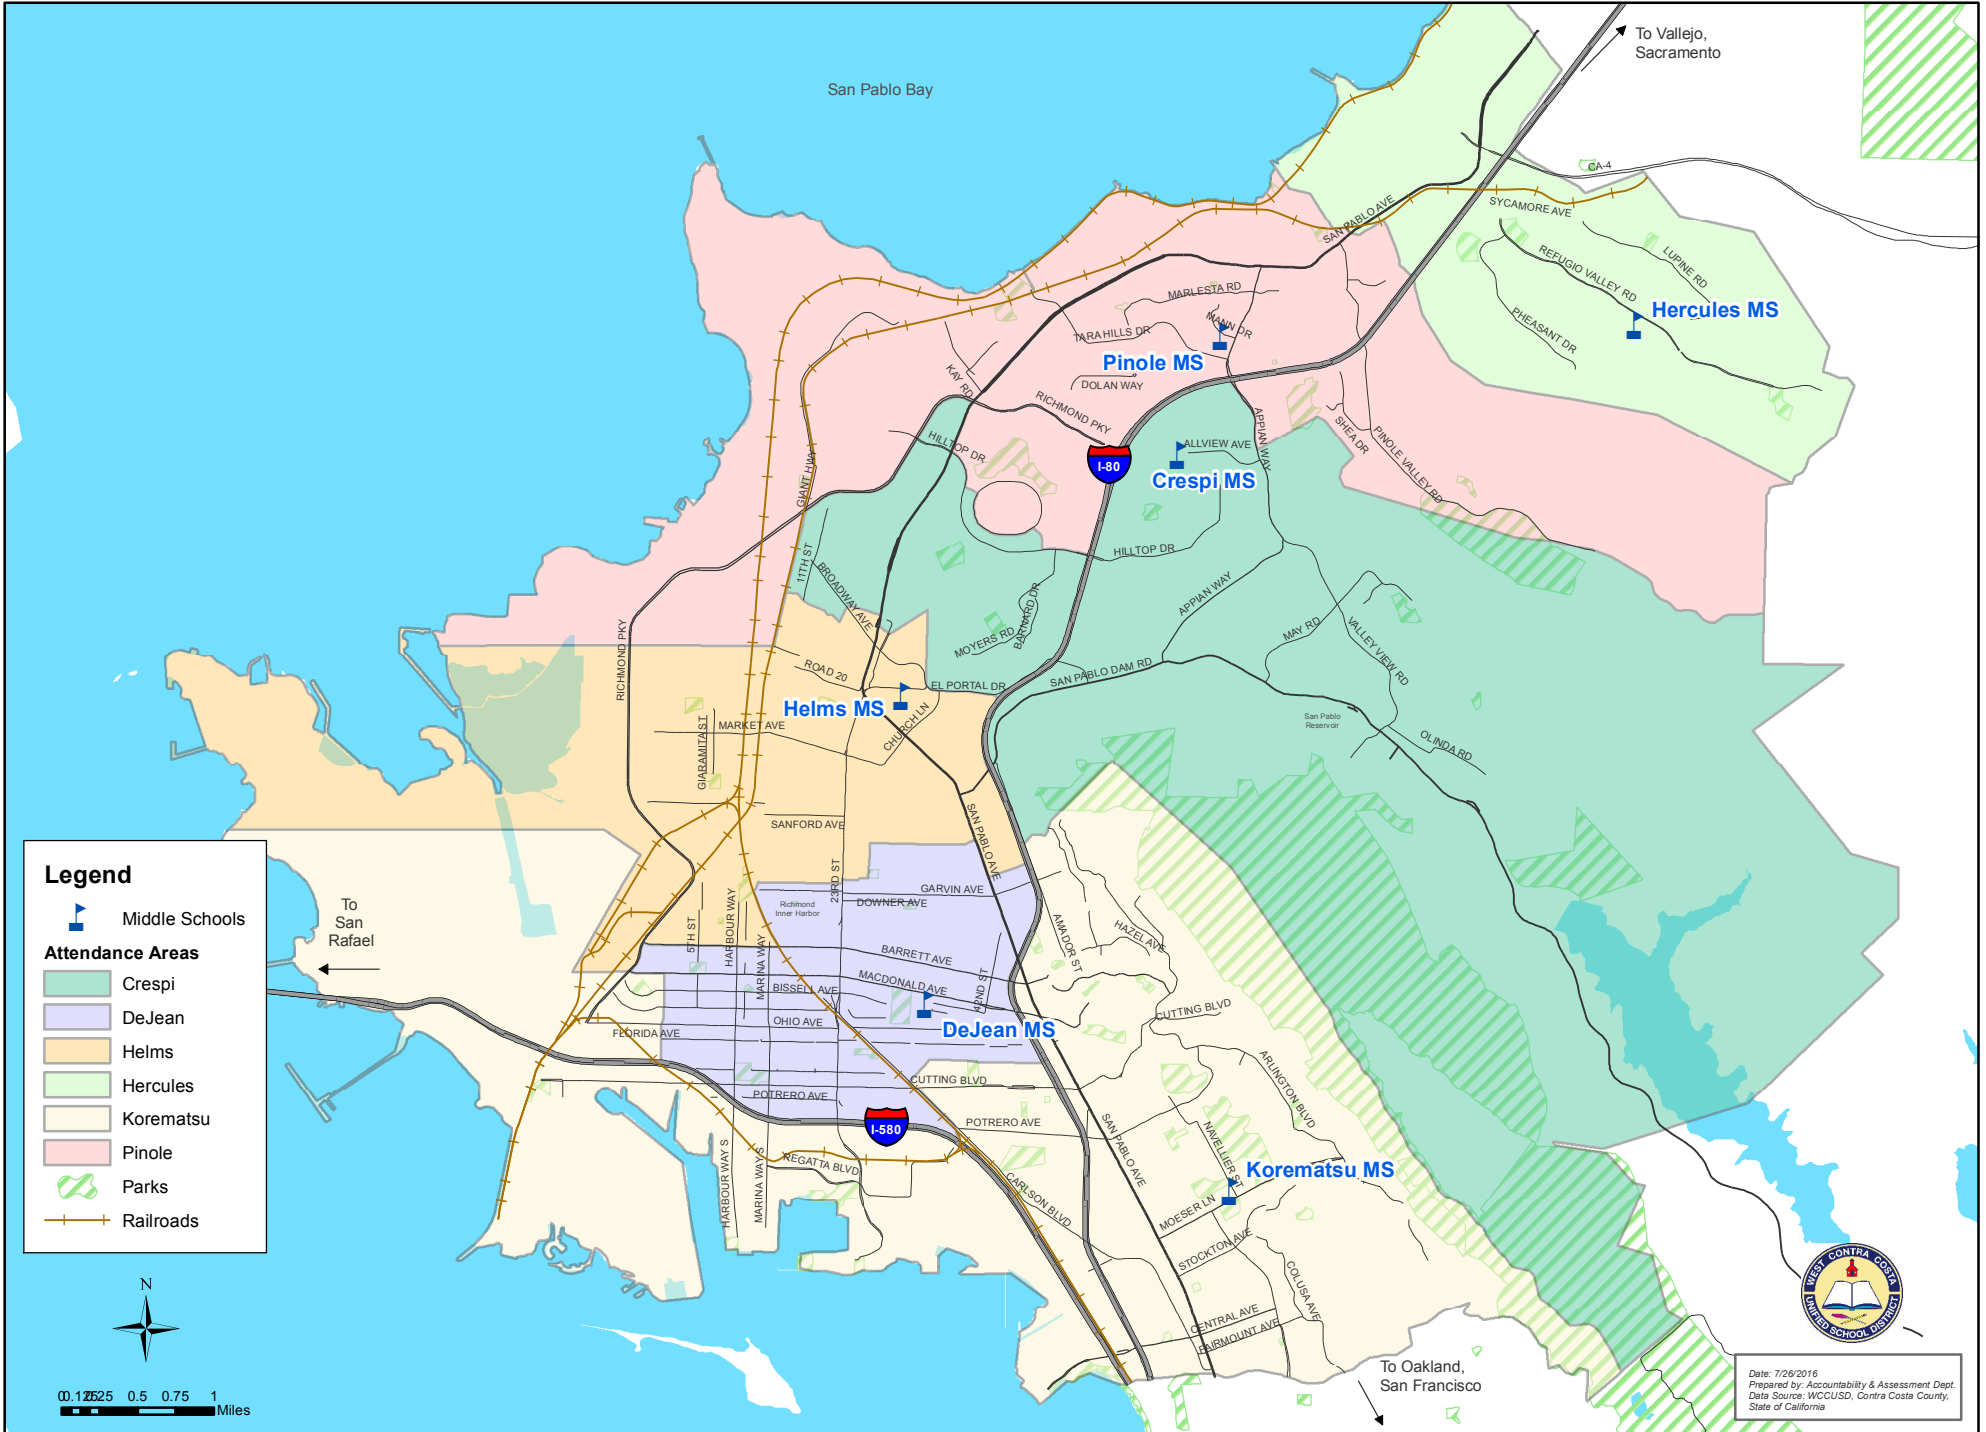 To Vallejo,
Sacramento
San Pablo Bay
CA-4
SYCAMORE AVE
SAN PABLO AVE
LUPINE RD
REFUGIO VALLEY RD
Hercules MS
PHEASANT DR
MARLESTA RD
MANN DR
TARA HILLS DR
Pinole MS
DOLAN WAY
KAY RD
RICHMOND PKY
APPIAN WAY
SHEA DR
PINOLE VALLEY RD
HILLTOP DR
ALLVIEW AVE
I-80
Crespi MS
GIANT HWY
HILLTOP DR
11TH ST
BROADWAY AVE
BARNARD DR
MOYERS RD
APPIAN WAY
MAY RD
VALLEY VIEW RD
RICHMOND PKY
ROAD 20
EL PORTAL DR
SAN PABLO DAM RD
Helms MS
CHURCH LN
MARKET AVE
GIARAMITA ST
San Pablo
Reservoir
OLINDA RD
SANFORD AVE
SAN PABLO AVE
23RD ST
GARVIN AVE
DOWNER AVE
Richmond
Inner Harbor
HARBOUR WAY
5TH ST
MARINA WAY
AMADOR ST
HAZEL AVE
BARRETT AVE
MACDONALD AVE
BISSELL AVE
42ND ST
OHIO AVE
FLORIDA AVE
DeJean MS
CUTTING BLVD
CUTTING BLVD
ARLINGTON BLVD
POTRERO AVE
I-580
POTRERO AVE
SAN PABLO AVE
NAVELLIER ST
REGATTA BLVD
HARBOUR WAY S
MARINA WAY S
CARLSON BLVD
Korematsu MS
MOESER LN
STOCKTON AVE
COLUSA AVE
CENTRAL AVE
FAIRMOUNT AVE
To Oakland,
San Francisco
To
San
Rafael
Legend
Middle Schools
Attendance Areas
Crespi
DeJean
Helms
Hercules
Korematsu
Pinole
Parks
Railroads
N
0 0.125 0.25 0.5 0.75 1
Miles
WEST CONTRA COSTA
UNIFIED SCHOOL DISTRICT
Date: 7/26/2016
Prepared by: Accountability & Assessment Dept.
Data Source: WCCUSD, Contra Costa County,
State of California